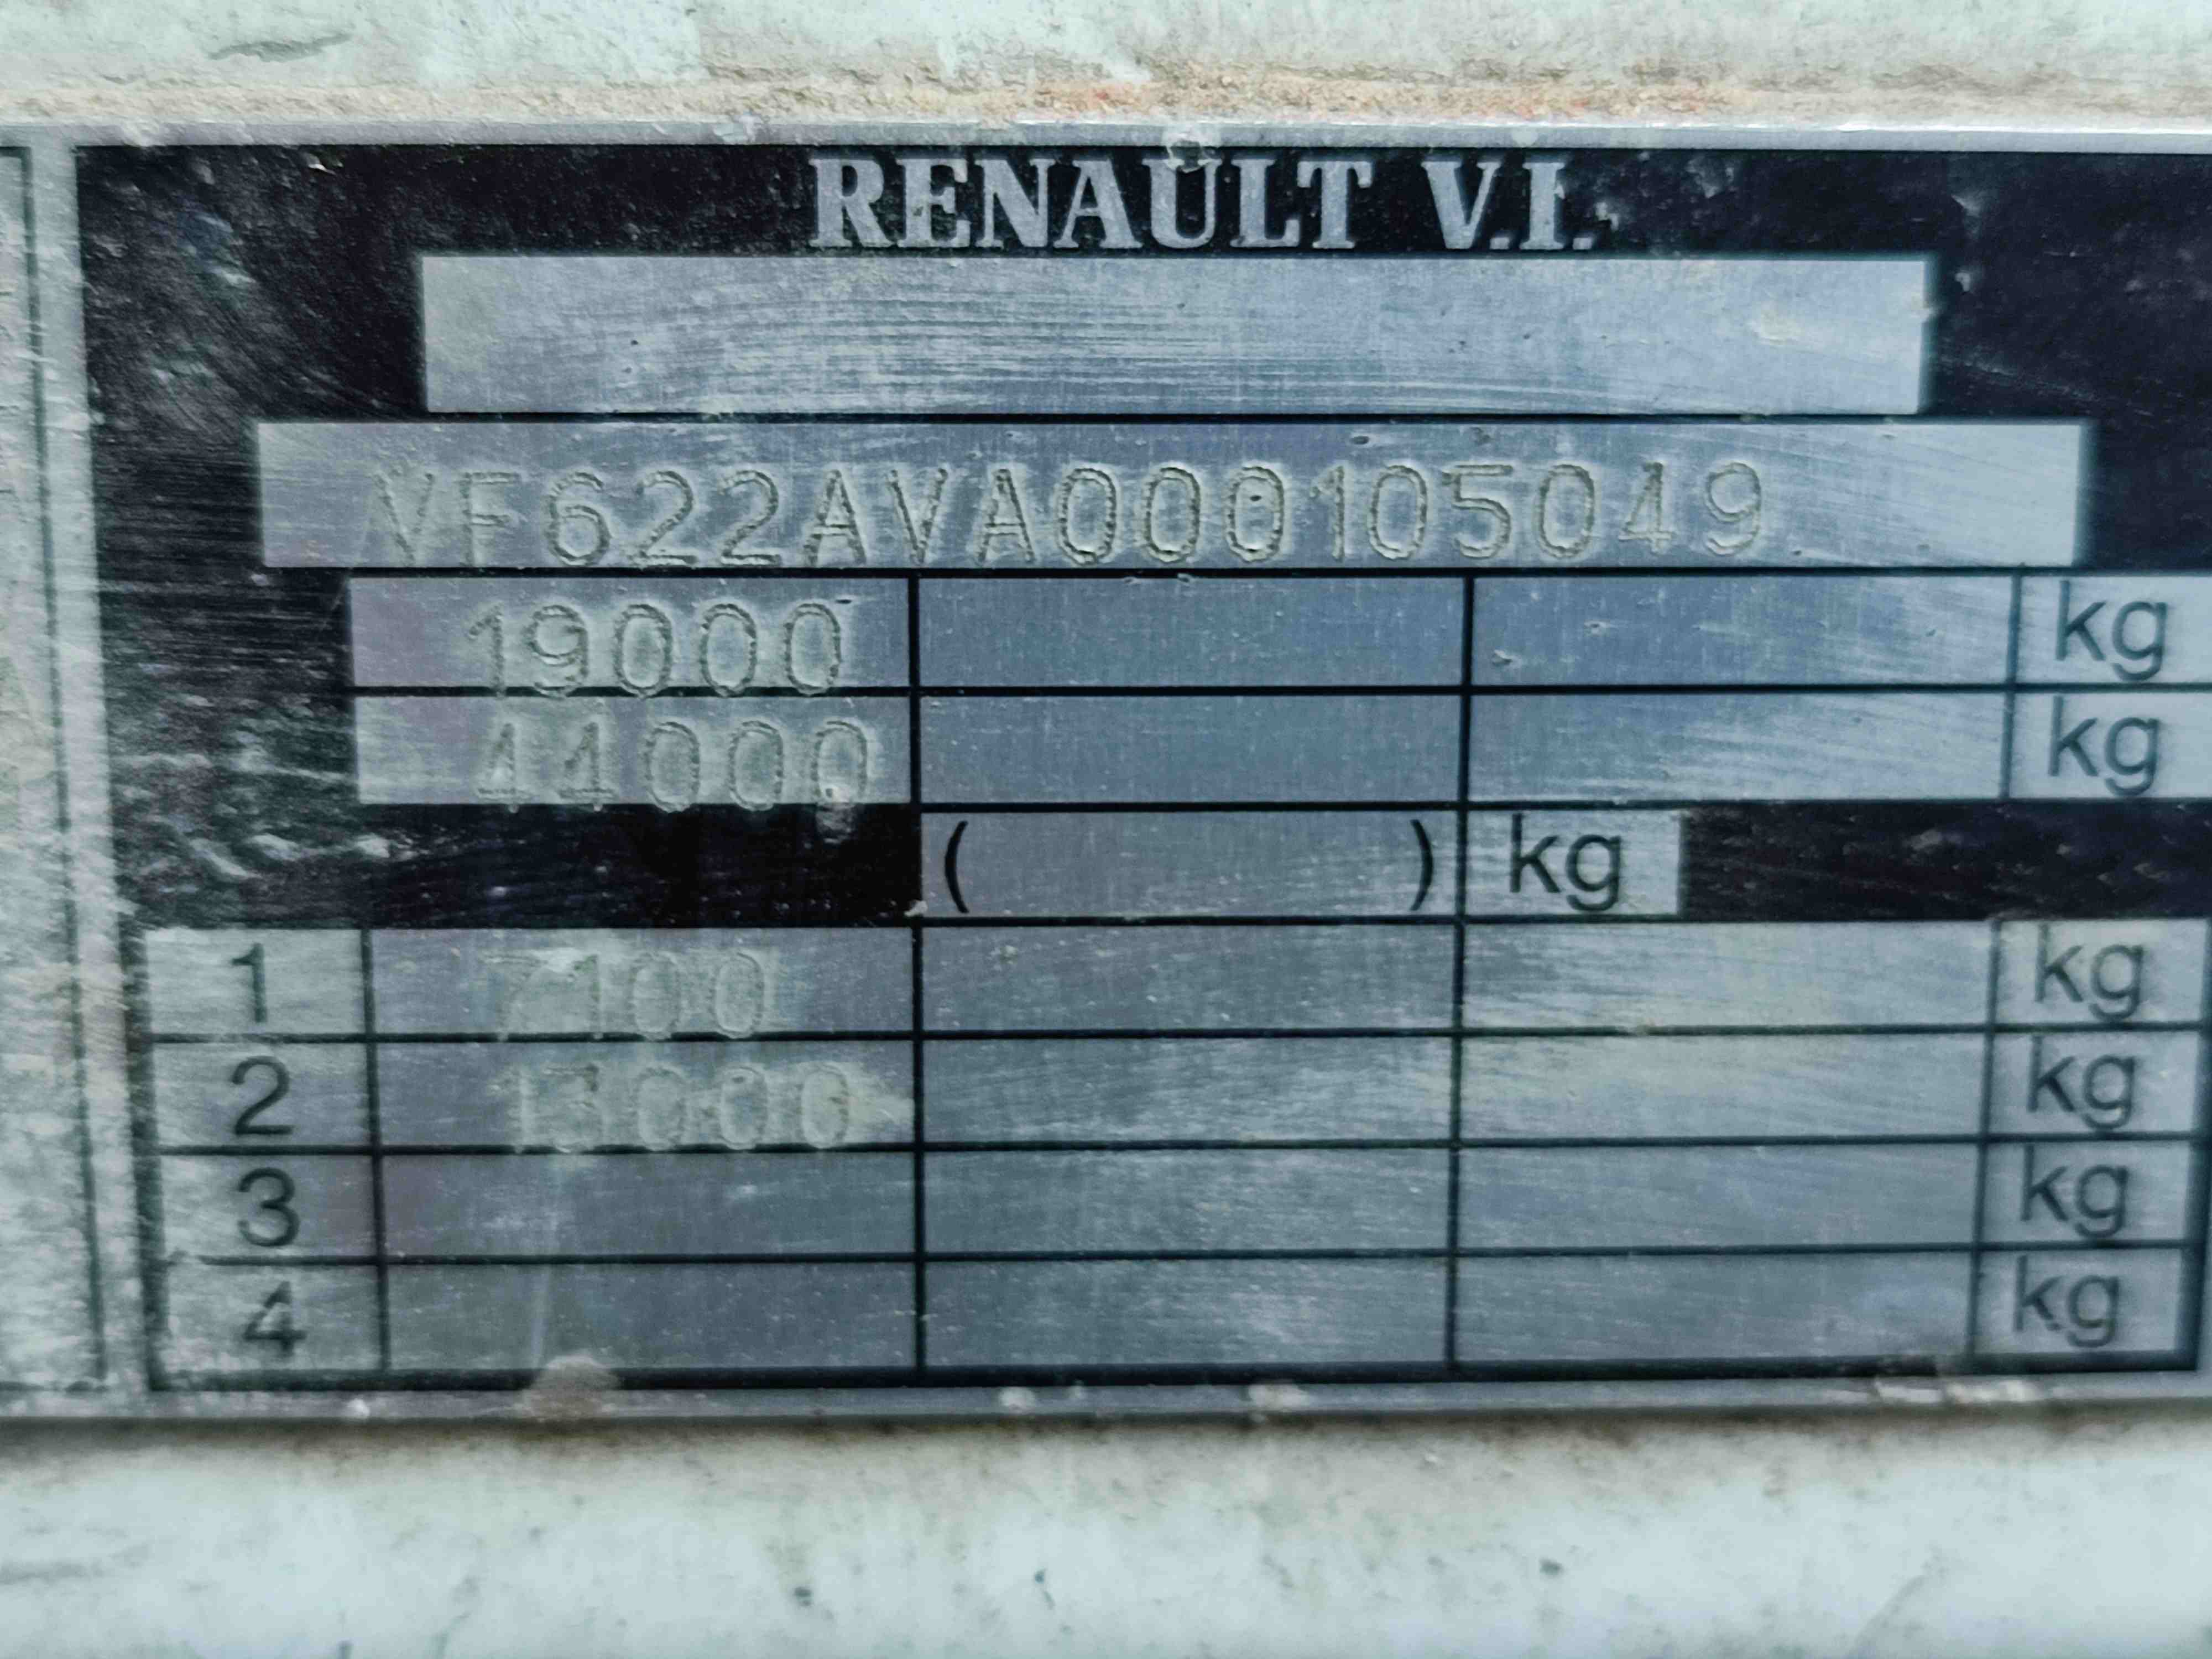 RENAULT V.I.
VF622AVA000105049
19000 kg
44000 kg
( ) kg
1 7100 kg
2 13000 kg
3 kg
4 kg